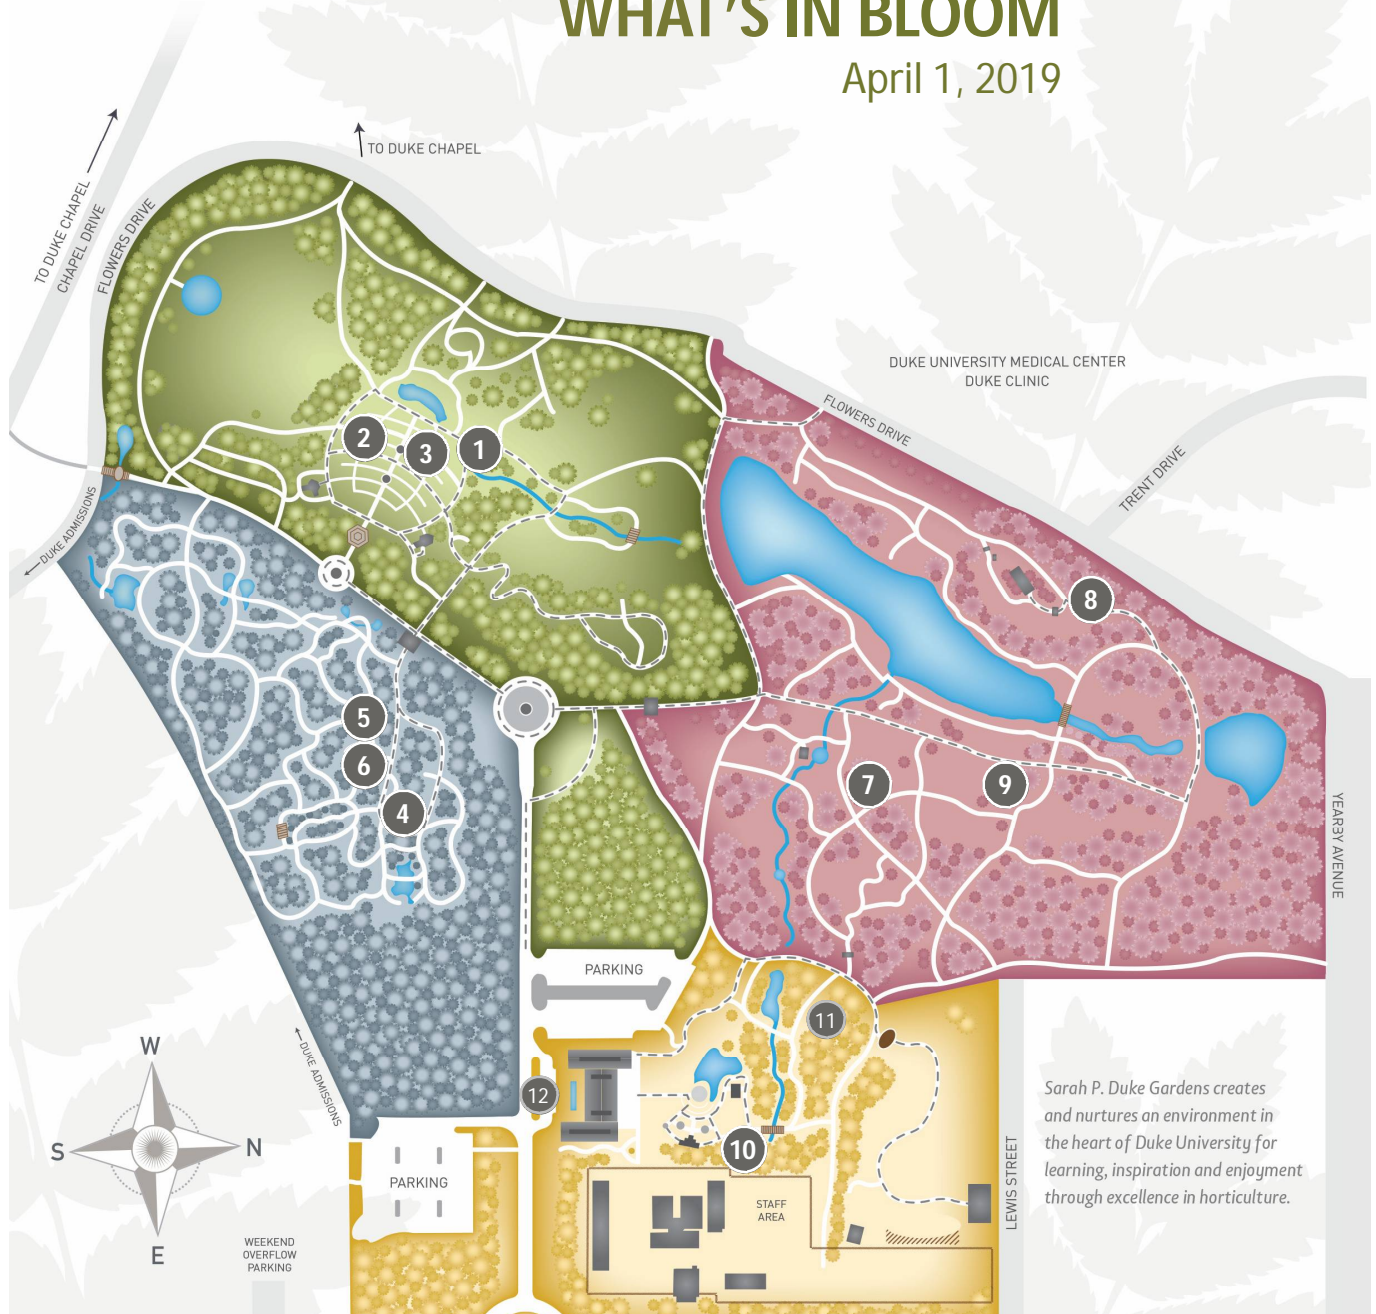 WHAT'S IN BLOOM
April 1, 2019
TO DUKE CHAPEL
TO DUKE CHAPEL
CHAPEL DRIVE
FLOWERS DRIVE
DUKE UNIVERSITY MEDICAL CENTER
DUKE CLINIC
FLOWERS DRIVE
TRENT DRIVE
2
3
1
DUKE ADMISSIONS
8
5
6
4
7
9
YEARBY AVENUE
PARKING
11
12
10
DUKE ADMISSIONS
W
S
N
E
PARKING
STAFF
AREA
LEWIS STREET
WEEKEND
OVERFLOW
PARKING
Sarah P. Duke Gardens creates
and nurtures an environment in
the heart of Duke University for
learning, inspiration and enjoyment
through excellence in horticulture.